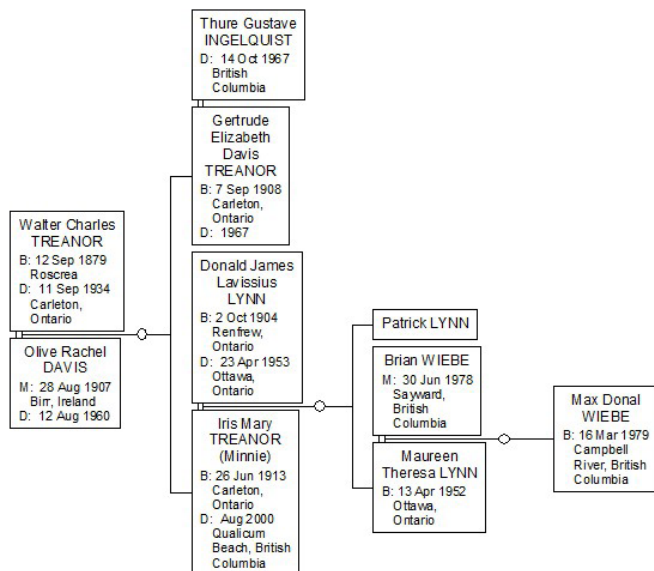 Walter Charles
TREANOR
B: 12 Sep 1879
Roscrea
D: 11 Sep 1934
Carleton,
Ontario
Olive Rachel
DAVIS
M: 28 Aug 1907
Birr, Ireland
D: 12 Aug 1960
Thure Gustave
INGELQUIST
D: 14 Oct 1967
British
Columbia
Gertrude
Elizabeth
Davis
TREANOR
B: 7 Sep 1908
Carleton,
Ontario
D: 1967
Donald James
Lavissius
LYNN
B: 2 Oct 1904
Renfrew,
Ontario
D: 23 Apr 1953
Ottawa,
Ontario
Iris Mary
TREANOR
(Minnie)
B: 26 Jun 1913
Carleton,
Ontario
D: Aug 2000
Qualicum
Beach, British
Columbia
Patrick LYNN
Brian WIEBE
M: 30 Jun 1978
Sayward,
British
Columbia
Maureen
Theresa LYNN
B: 13 Apr 1952
Ottawa,
Ontario
Max Donal
WIEBE
B: 16 Mar 1979
Campbell
River, British
Columbia